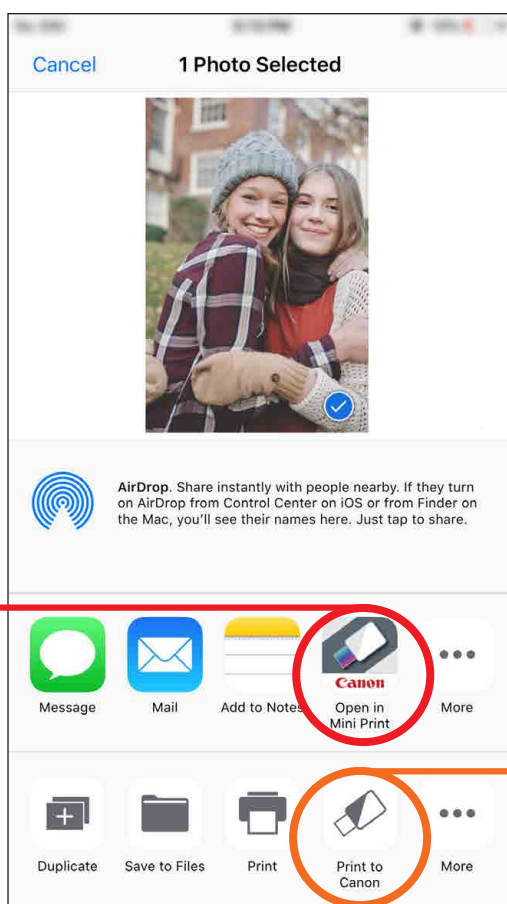 Cancel
1 Photo Selected
AirDrop. Share instantly with people nearby. If they turn
on AirDrop from Control Center on iOS or from Finder on
the Mac, you’ll see their names here. Just tap to share.
Canon
Message
Mail
Add to Notes
Open in
Mini Print
More
Duplicate
Save to Files
Print
Print to
Canon
More